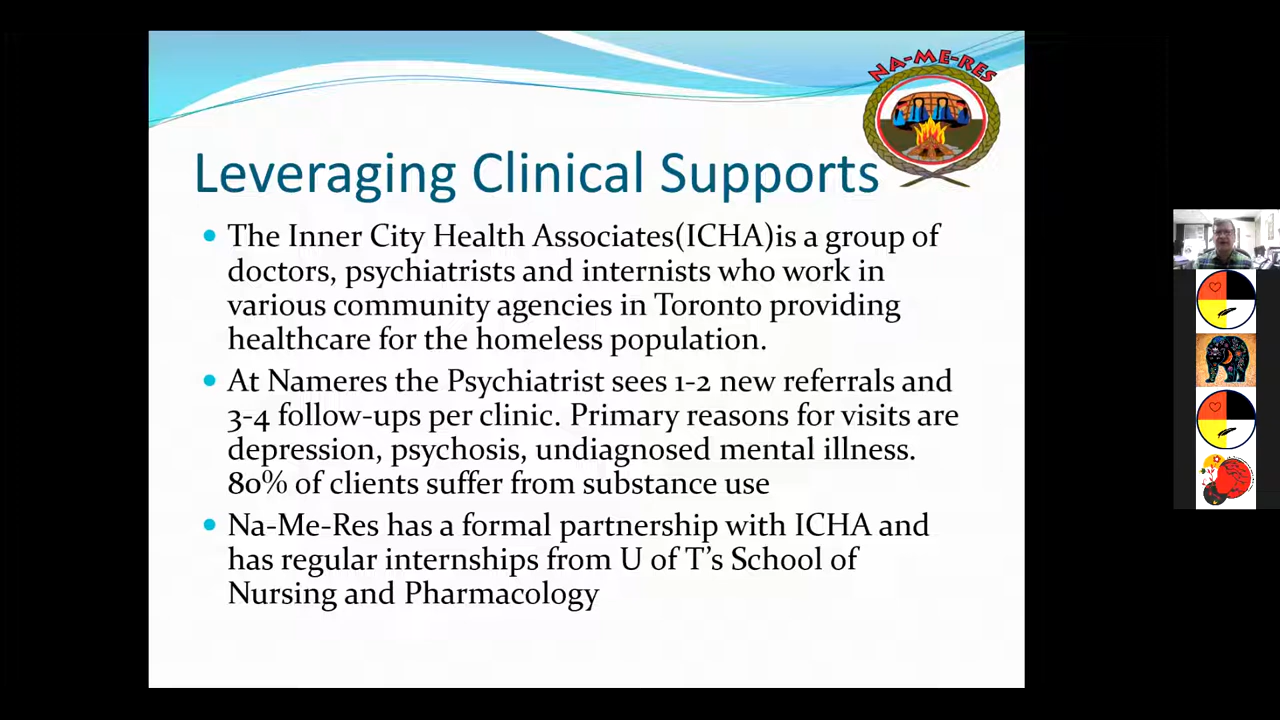 NA-ME-RES
Leveraging Clinical Supports
The Inner City Health Associates(ICHA)is a group of
doctors, psychiatrists and internists who work in
various community agencies in Toronto providing
healthcare for the homeless population.
At Nameres the Psychiatrist sees 1-2 new referrals and
3-4 follow-ups per clinic. Primary reasons for visits are
depression, psychosis, undiagnosed mental illness.
80% of clients suffer from substance use
Na-Me-Res has a formal partnership with ICHA and
has regular internships from U of T’s School of
Nursing and Pharmacology